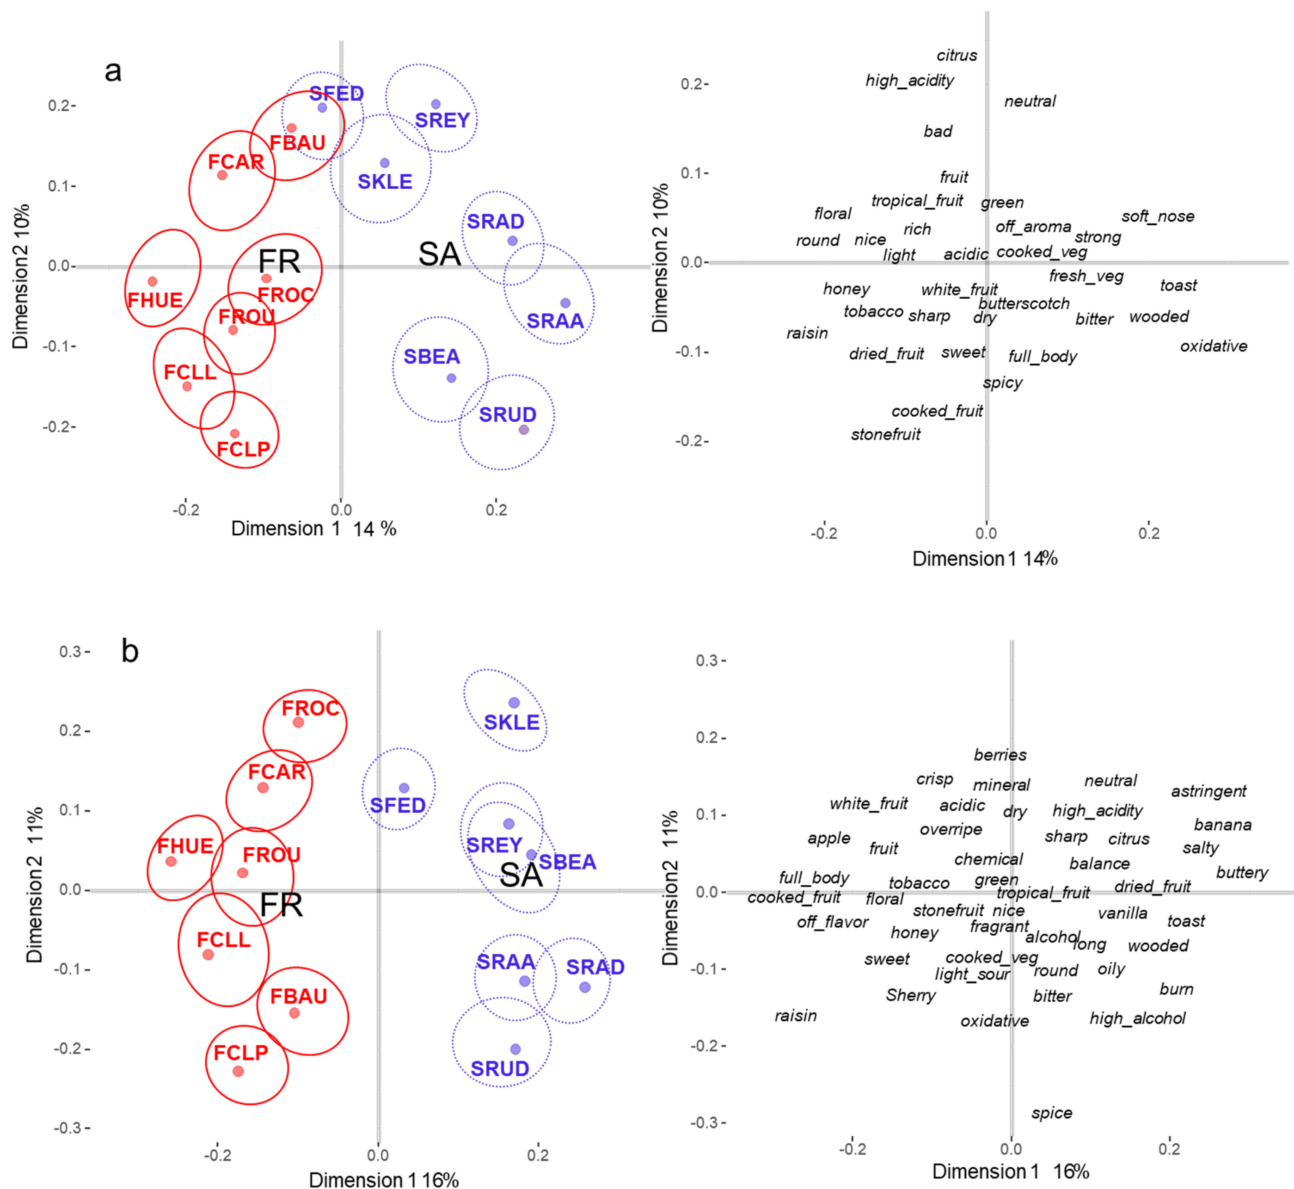 a
SFED
SREY
FBAU
FCAR
SKLE
SRAD
SA
FR
FHUE
FROC
FROU
SRAA
FCLL
SBEA
SRUD
FCLP
0.2
0.1
0.0
-0.1
-0.2
Dimension2 10%
-0.2
0.0
0.2
Dimension 1 14 %
citrus
high_acidity
neutral
bad
fruit
tropical_fruit
green
floral
soft_nose
rich
off_aroma
round
nice
strong
light
acidic
cooked_veg
fresh_veg
honey
white_fruit
toast
butterscotch
tobacco
sharp
dry
bitter
wooded
raisin
oxidative
dried_fruit
sweet
full_body
spicy
cooked_fruit
stonefruit
0.2
0.1
0.0
-0.1
-0.2
Dimension2 10%
-0.2
0.0
0.2
Dimension 1 14%
b
FROC
SKLE
FCAR
SFED
FHUE
FROU
SREY
SBEA
SA
FR
FCLL
SRAA
SRAD
FBAU
FCLP
SRUD
0.3
0.2
0.1
0.0
-0.1
-0.2
-0.3
Dimension2 11%
-0.2
0.0
0.2
Dimension 1 16%
berries
crisp
mineral
neutral
astringent
white_fruit
acidic
dry
high_acidity
banana
overripe
apple
sharp
citrus
salty
fruit
chemical
balance
buttery
full_body
tobacco
green
dried_fruit
cooked_fruit
floral
tropical_fruit
stonefruit
nice
vanilla
off_flavor
fragrant
toast
honey
alcohol
long
wooded
sweet
cooked_veg
light_sour
round
oily
Sherry
bitter
burn
raisin
oxidative
high_alcohol
spice
0.3
0.2
0.1
0.0
-0.1
-0.2
-0.3
Dimension2 11%
-0.2
0.0
0.2
Dimension 1 16%